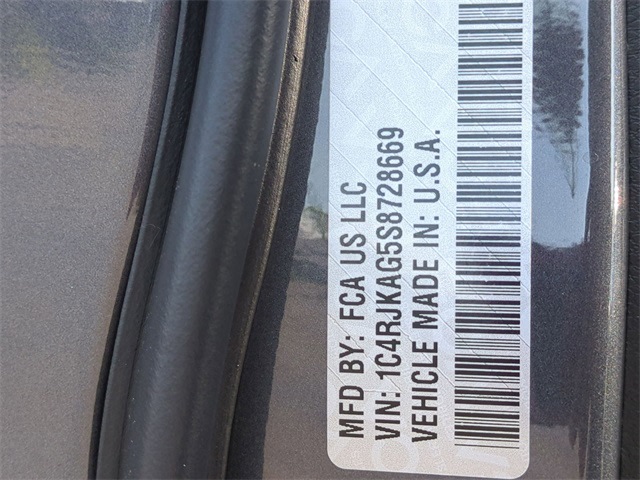 MFD BY: FCA US LLC
VIN: 1C4RJKAG5S8728669
VEHICLE MADE IN: U.S.A.